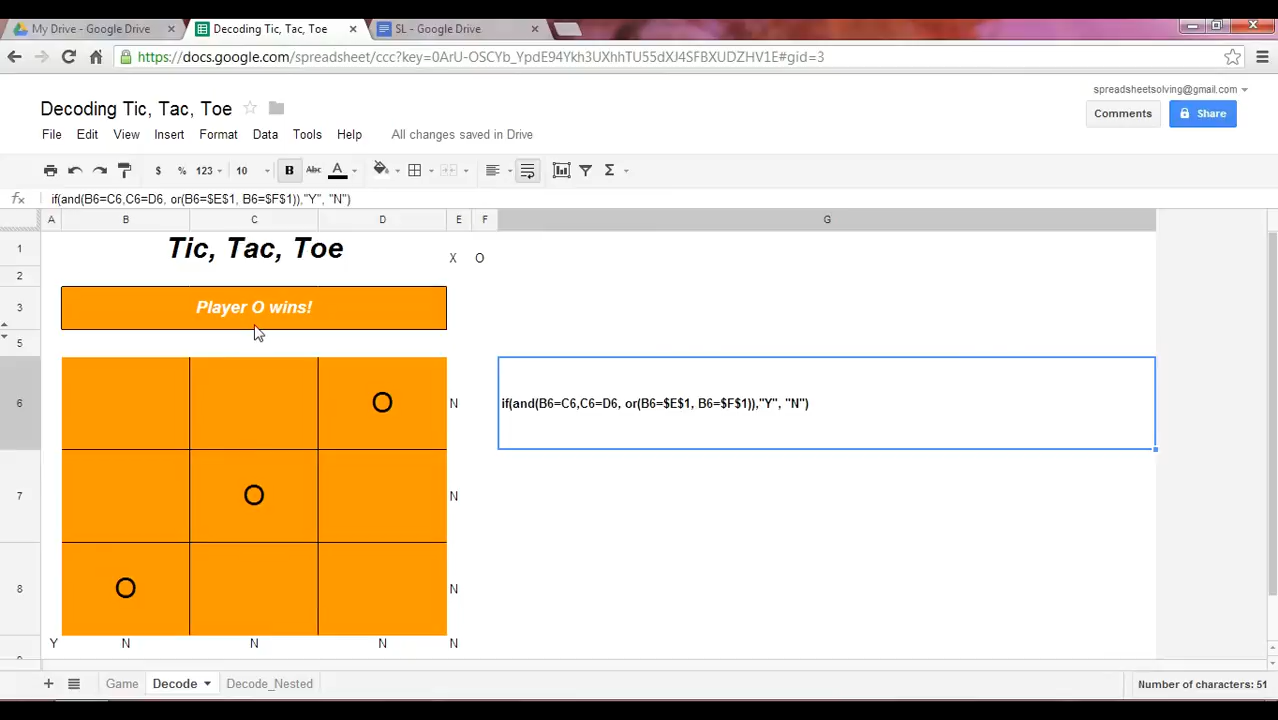 My Drive - Google Drive
Decoding Tic, Tac, Toe
SL - Google Drive
https://docs.google.com/spreadsheet/ccc?key=0ArU-OSCYb_YpdE94Ykh3UXhhTU55dXJ4SFBXUDZHV1E#gid=3
spreadsheetsolving@gmail.com
Decoding Tic, Tac, Toe
Comments
Share
File Edit View Insert Format Data Tools Help All changes saved in Drive
$ % 123 10 B Abc A Σ
fx if(and(B6=C6,C6=D6, or(B6=$E$1, B6=$F$1)),"Y", "N")
A B C D E F G
1 Tic, Tac, Toe X O
2
3 Player O wins!
5
6 O N if(and(B6=C6,C6=D6, or(B6=$E$1, B6=$F$1)),"Y", "N")
7 O N
8 O N
Y N N N N
Game Decode Decode_Nested
Number of characters: 51